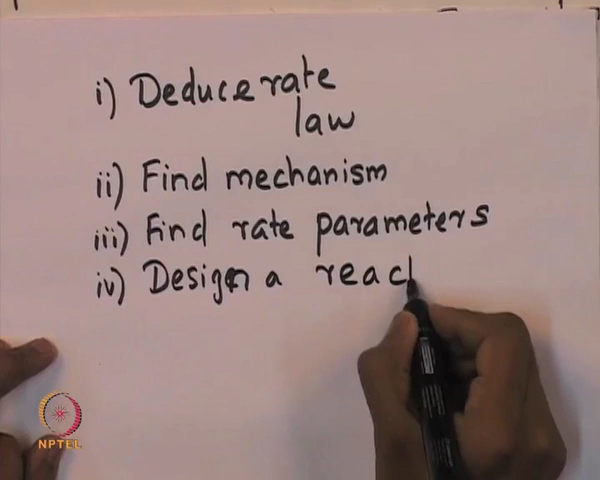 i) Deduce rate
law
ii) Find mechanism
iii) Find rate parameters
iv) Design a reac
NPTEL